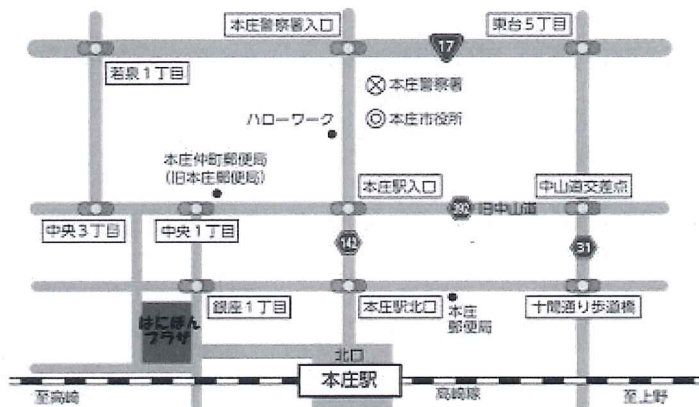 本庄警察署入口
17
東台5丁目
若泉1丁目
本庄警察署
ハローワーク
本庄市役所
本庄仲町郵便局
(旧本庄郵便局)
本庄駅入口
392
旧中山道
中山道交差点
中央3丁目
中央1丁目
142
31
銀座1丁目
本庄駅北口
本庄
郵便局
十間通り歩道橋
はにぽん
プラザ
北口
本庄駅
至高崎
高崎線
至上野